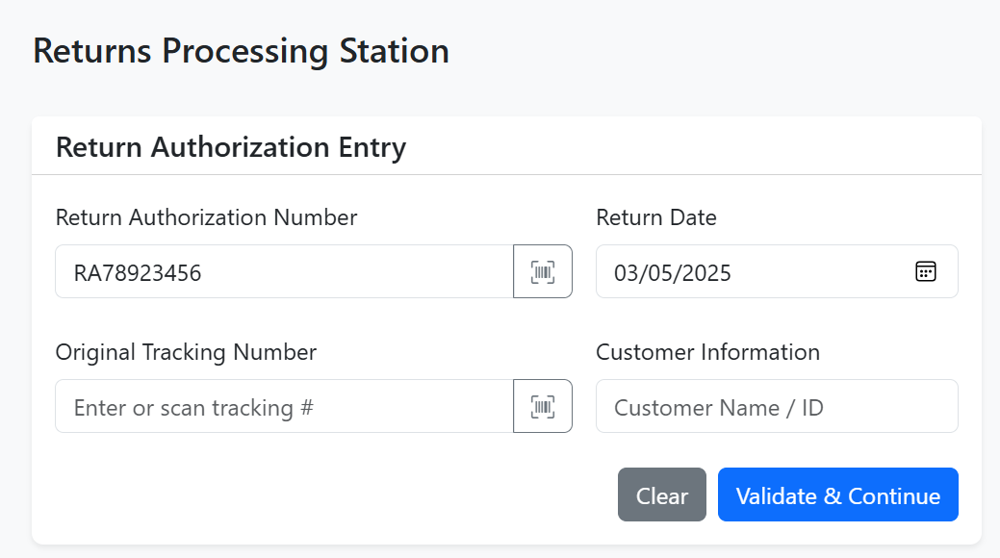 Returns Processing Station
Return Authorization Entry
Return Authorization Number
RA78923456
Return Date
03/05/2025
Original Tracking Number
Enter or scan tracking #
Customer Information
Customer Name / ID
Clear
Validate & Continue